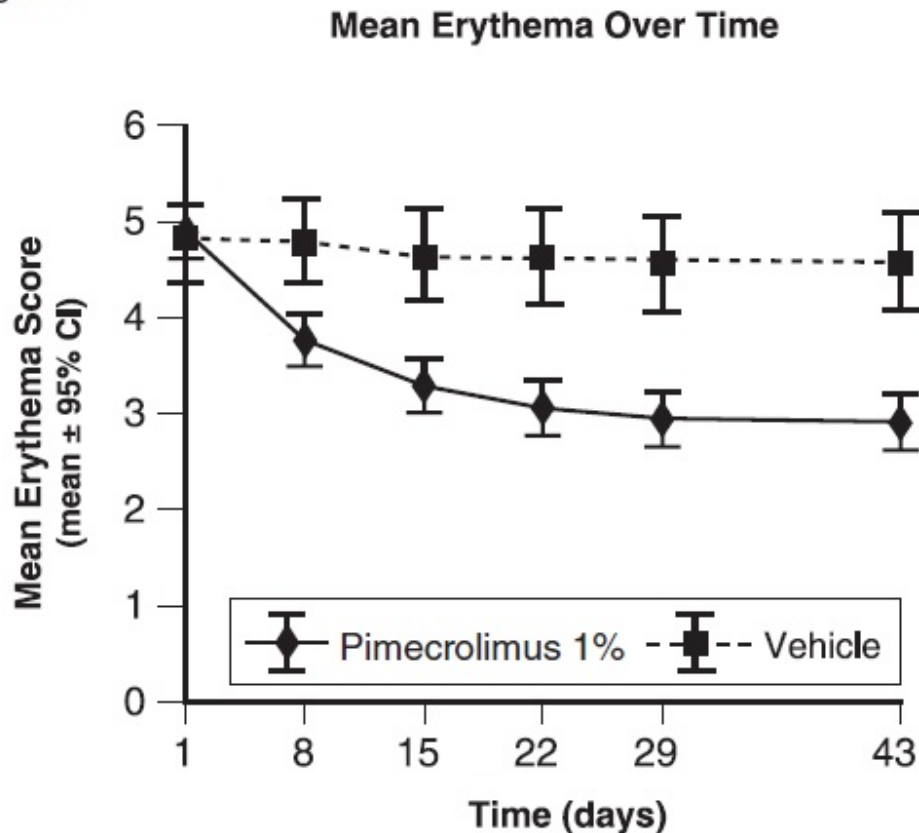 Mean Erythema Over Time
Mean Erythema Score
(mean ± 95% CI)
6
5
4
3
2
1
0
Pimecrolimus 1%
Vehicle
1 8 15 22 29 43
Time (days)